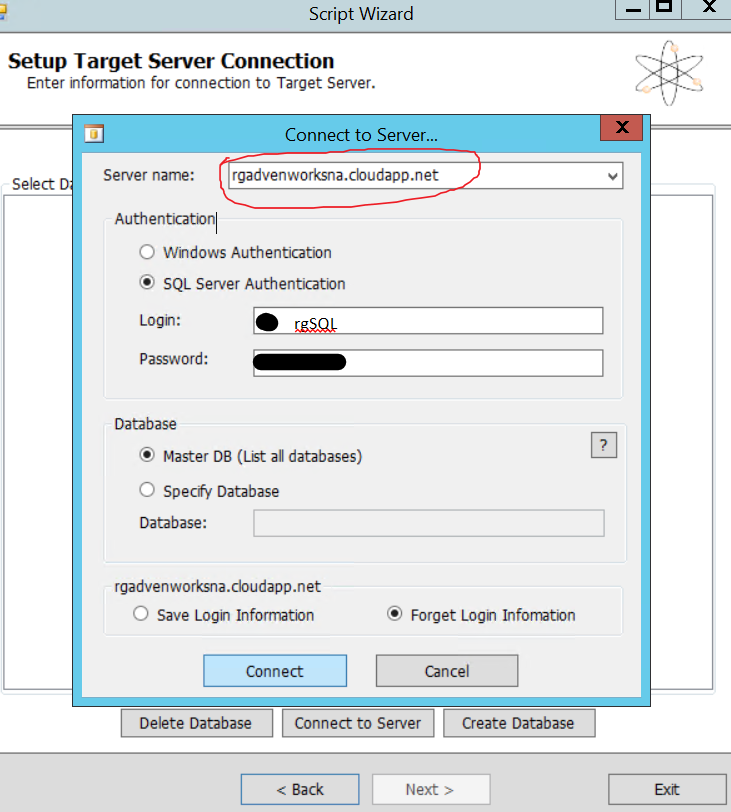 Script Wizard
Setup Target Server Connection
Enter information for connection to Target Server.
Select Da
Connect to Server...
Server name: rgadvenworksna.cloudapp.net
Authentication
Windows Authentication
SQL Server Authentication
Login: rgSQL
Password:
Database
Master DB (List all databases) ?
Specify Database
Database:
rgadvenworksna.cloudapp.net
Save Login Information Forget Login Infomation
Connect Cancel
Delete Database Connect to Server Create Database
< Back Next > Exit